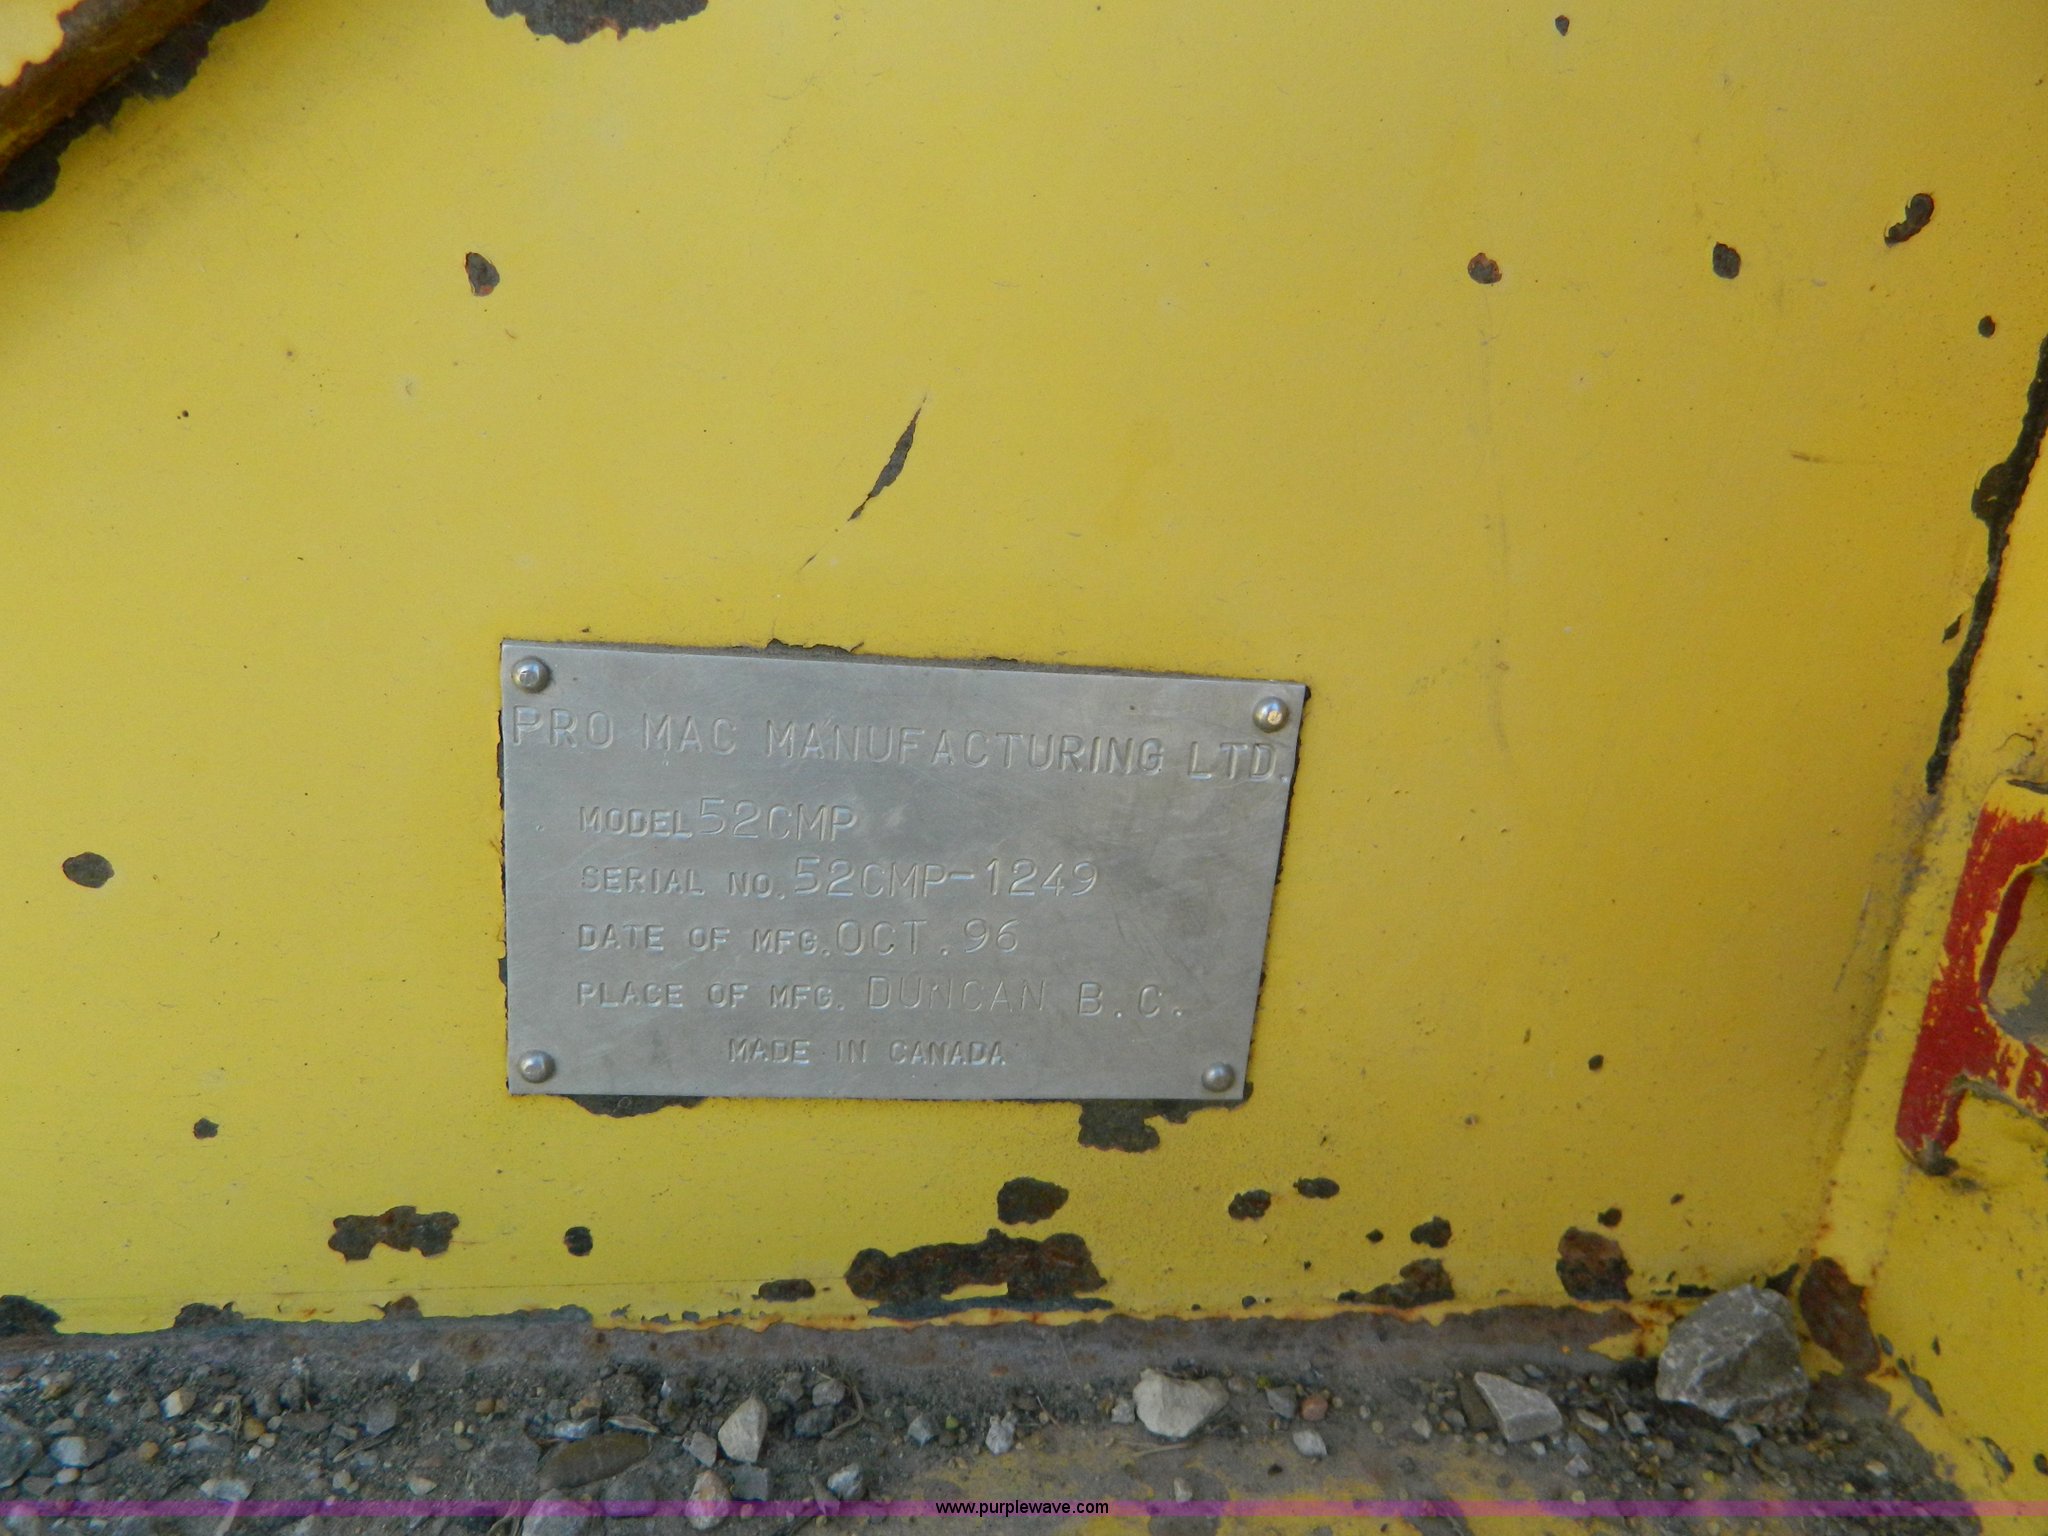 PRO MAC MANUFACTURING LTD.
MODEL 52CMP
SERIAL NO. 52CMP-1249
DATE OF MFG. OCT. 96
PLACE OF MFG. DUNCAN B.C.
MADE IN CANADA
www.purplewave.com